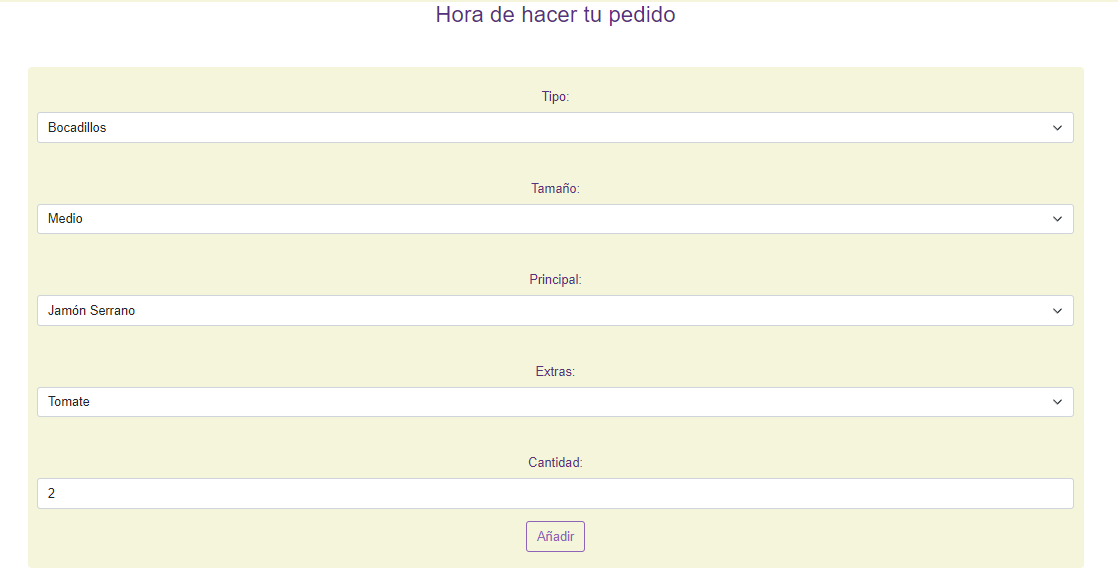 Hora de hacer tu pedido
Tipo:
Bocadillos
Tamaño:
Medio
Principal:
Jamón Serrano
Extras:
Tomate
Cantidad:
2
Añadir